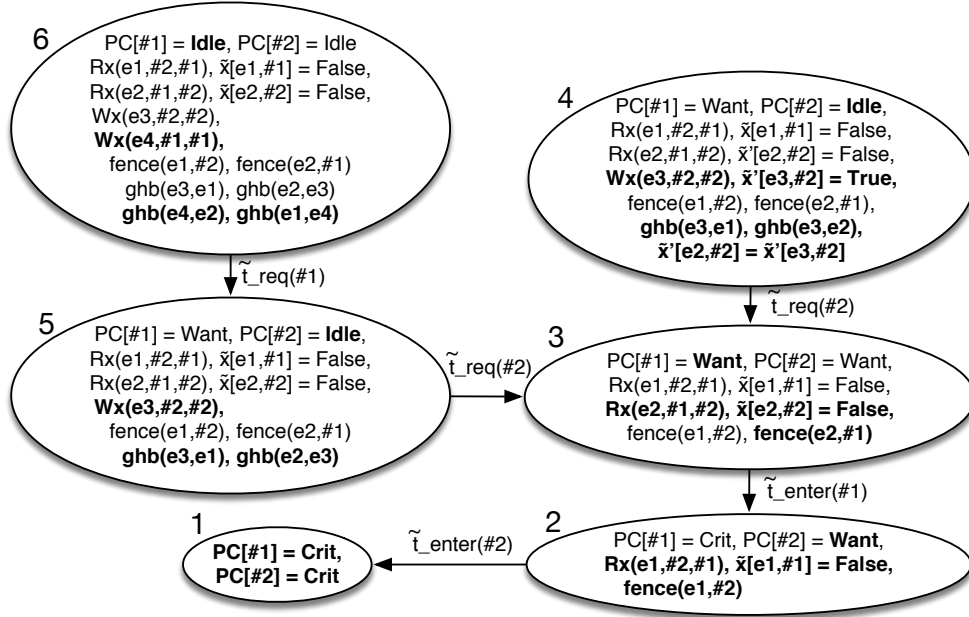 6
PC[#1] = Idle, PC[#2] = Idle
Rx(e1,#2,#1), x̃[e1,#1] = False,
Rx(e2,#1,#2), x̃[e2,#2] = False,
Wx(e3,#2,#2),
Wx(e4,#1,#1),
fence(e1,#2), fence(e2,#1)
ghb(e3,e1), ghb(e2,e3)
ghb(e4,e2), ghb(e1,e4)
4
PC[#1] = Want, PC[#2] = Idle,
Rx(e1,#2,#1), x̃[e1,#1] = False,
Rx(e2,#1,#2), x̃'[e2,#2] = False,
Wx(e3,#2,#2), x̃'[e3,#2] = True,
fence(e1,#2), fence(e2,#1),
ghb(e3,e1), ghb(e3,e2),
x̃'[e2,#2] = x̃'[e3,#2]
t̃_req(#1)
t̃_req(#2)
5
PC[#1] = Want, PC[#2] = Idle,
Rx(e1,#2,#1), x̃[e1,#1] = False,
Rx(e2,#1,#2), x̃[e2,#2] = False,
Wx(e3,#2,#2),
fence(e1,#2), fence(e2,#1)
ghb(e3,e1), ghb(e2,e3)
t̃_req(#2)
3
PC[#1] = Want, PC[#2] = Want,
Rx(e1,#2,#1), x̃[e1,#1] = False,
Rx(e2,#1,#2), x̃[e2,#2] = False,
fence(e1,#2), fence(e2,#1)
t̃_enter(#1)
1
PC[#1] = Crit,
PC[#2] = Crit
t̃_enter(#2)
2
PC[#1] = Crit, PC[#2] = Want,
Rx(e1,#2,#1), x̃[e1,#1] = False,
fence(e1,#2)